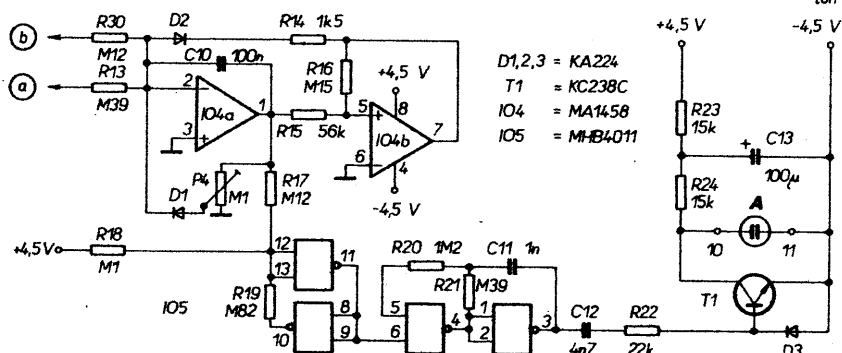 b
R30
M12
D2
R14 1k5
C10 100n
R13
M39
a
2
3
IO4a
1
R15 56k
R16
M15
+4,5 V
8
5
6
IO4b
7
4
-4,5 V
D1,2,3 = KA224
T1 = KC238C
IO4 = MA1458
IO5 = MHB4011
+4,5 V
-4,5 V
R23
15k
C13
+
100µ
R24
15k
A
10
11
T1
D3
D1
P4
M1
R17
M12
+4,5V
R18
M1
12
13
11
R19
M82
10
8
9
IO5
R20 1M2
C11 1n
R21
M39
5
6
4
1
2
3
C12
4n7
R22
22k